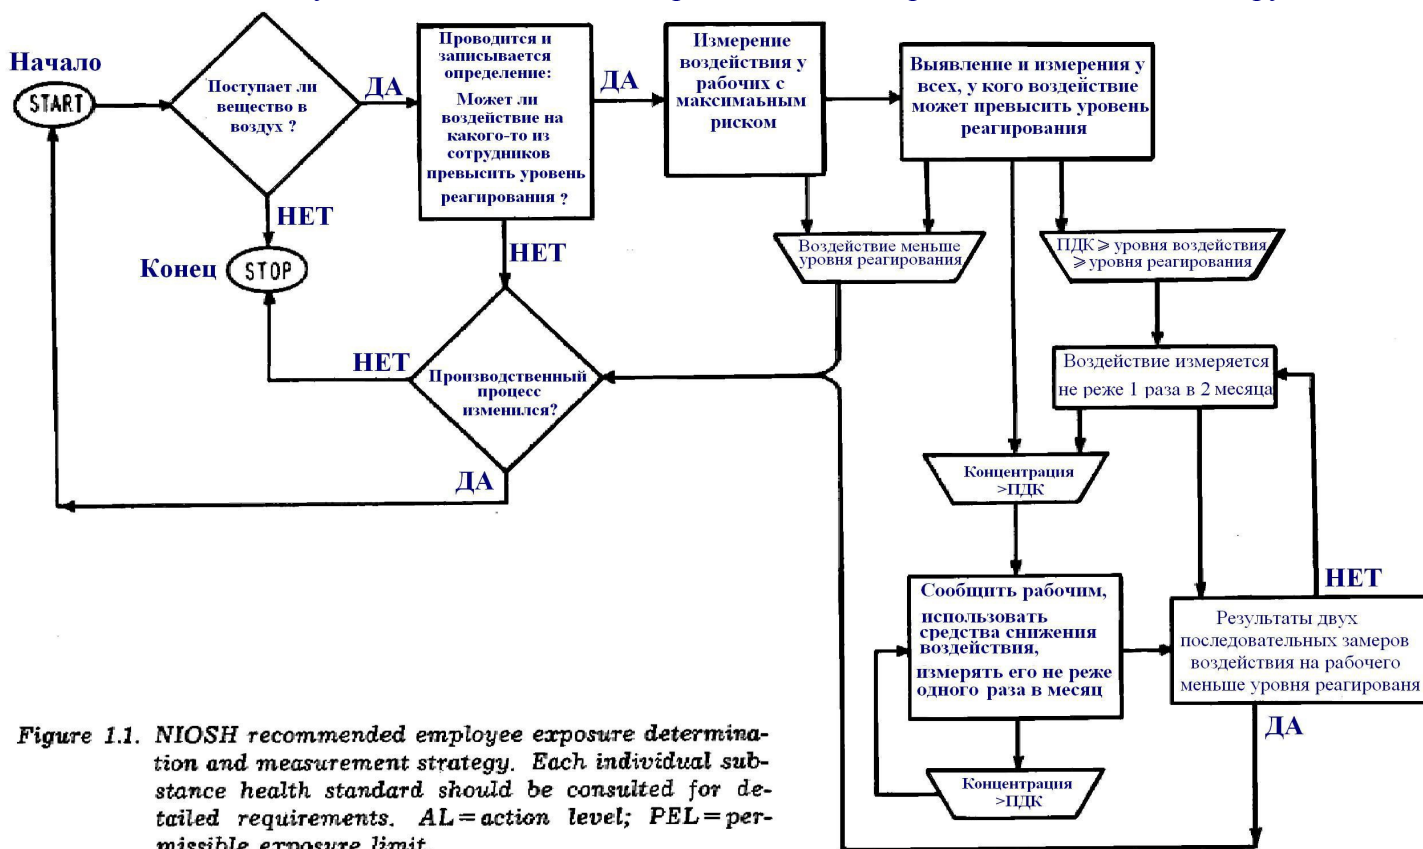 Начало
START
Поступает ли
вещество в
воздух ?
ДА
НЕТ
Конец
STOP
Проводится и
записывается
определение:
Может ли
воздействие на
какого-то из
сотрудников
превысить уровень
реагирования ?
ДА
НЕТ
Измерение
воздействия у
рабочих с
максимаьным
риском
Выявление и измерения у
всех, у кого воздействие
может превысить уровень
реагирования
Воздействие меньше
уровня реагирования
ПДК ⩾ уровня воздействия
⩾ уровня реагирования
НЕТ
Производственный
процесс
изменился?
ДА
Воздействие измеряется
не реже 1 раза в 2 месяца
Концентрация
>ПДК
Сообщить рабочим,
использовать
средства снижения
воздействия,
измерять его не реже
одного раза в месяц
НЕТ
Результаты двух
последовательных замеров
воздействия на рабочего
меньше уровня реагированя
ДА
Концентрация
>ПДК
Figure 1.1. NIOSH recommended employee exposure determina-
tion and measurement strategy. Each individual sub-
stance health standard should be consulted for de-
tailed requirements. AL=action level; PEL=per-
missible exposure limit